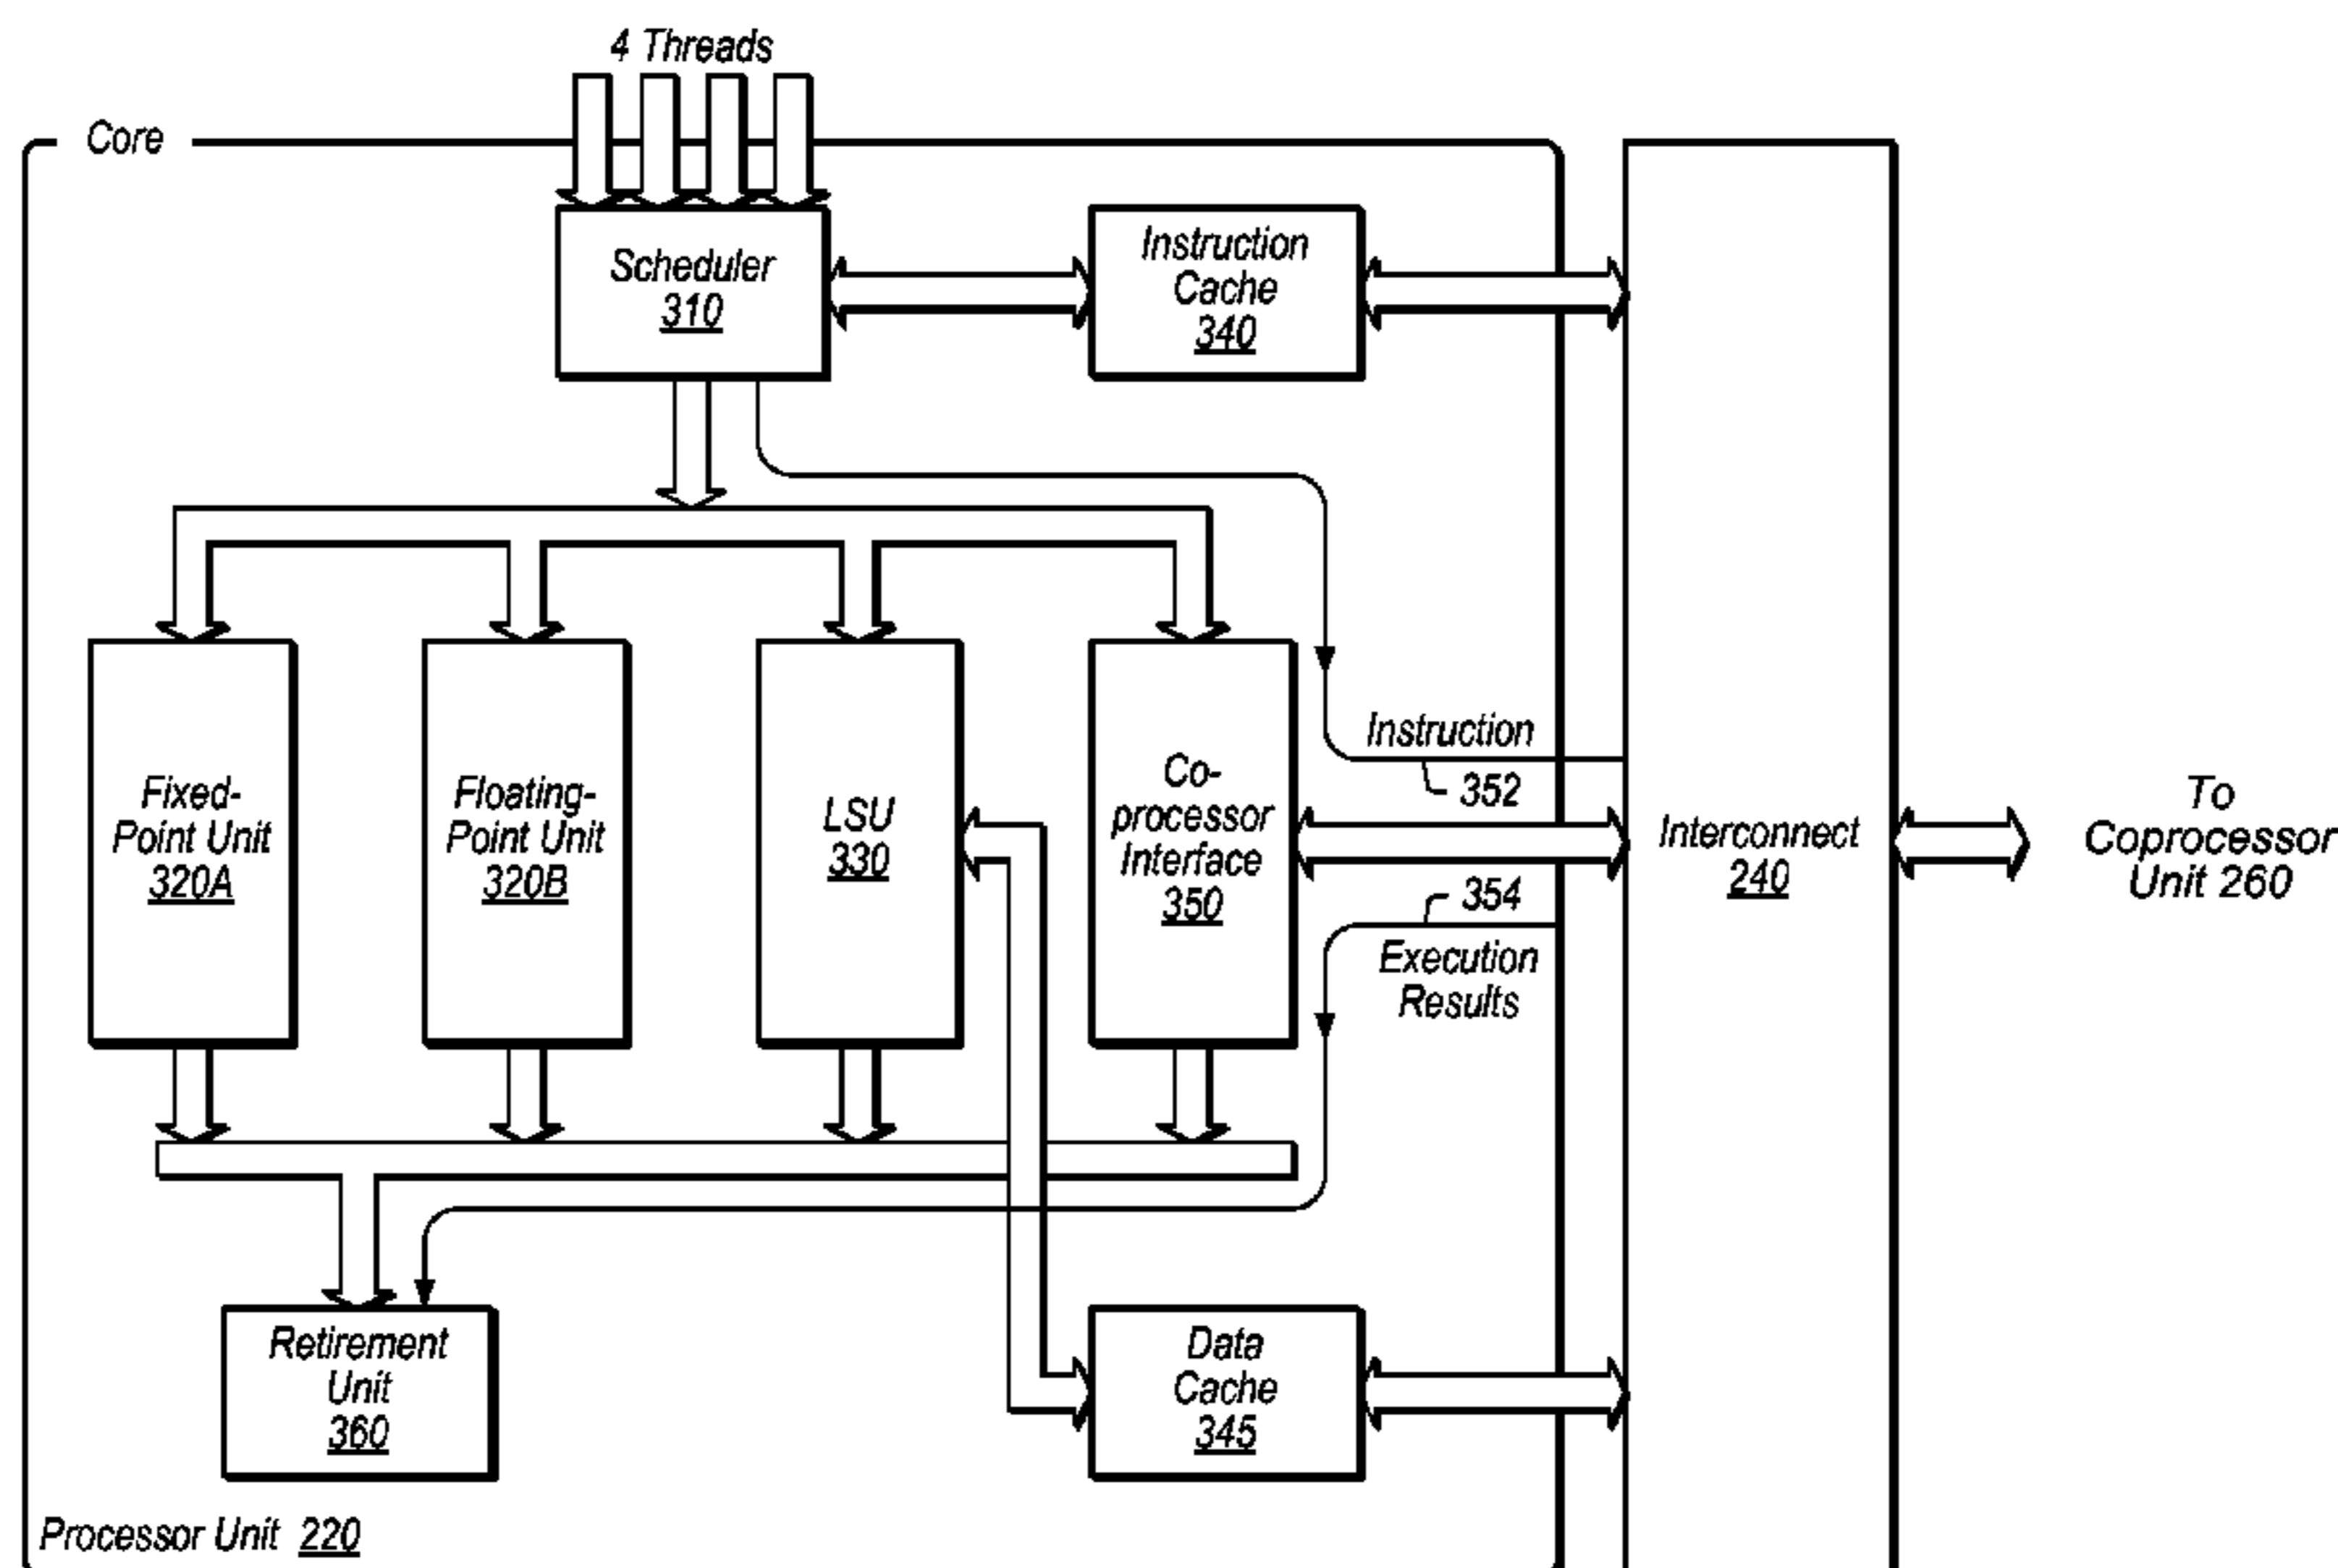 4 Threads
Core
Scheduler
310
Instruction
Cache
340
Fixed-
Point Unit
320A
Floating-
Point Unit
320B
LSU
330
Co-
processor
Interface
350
Instruction
352
354
Execution
Results
Interconnect
240
To
Coprocessor
Unit 260
Retirement
Unit
360
Data
Cache
345
Processor Unit 220